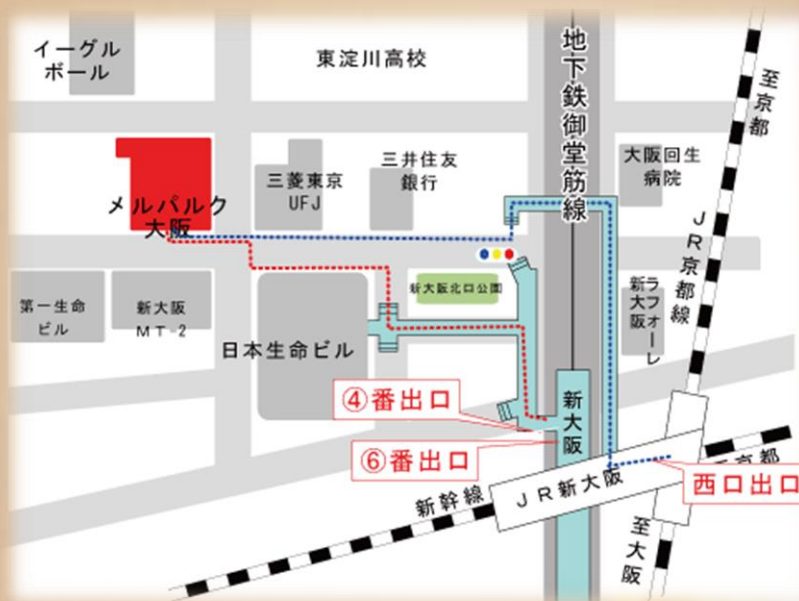 イーグル
ボール
東淀川高校
地下鉄御堂筋線
至京都
メルパルク
大阪
三菱東京
UFJ
三井住友
銀行
大阪回生
病院
JR京都線
第一生命
ビル
新大阪
MT-2
日本生命ビル
新大阪北口公園
ラフォーレ
新大阪
④番出口
⑥番出口
新大阪
新幹線
JR新大阪
至京都
西口出口
至大阪